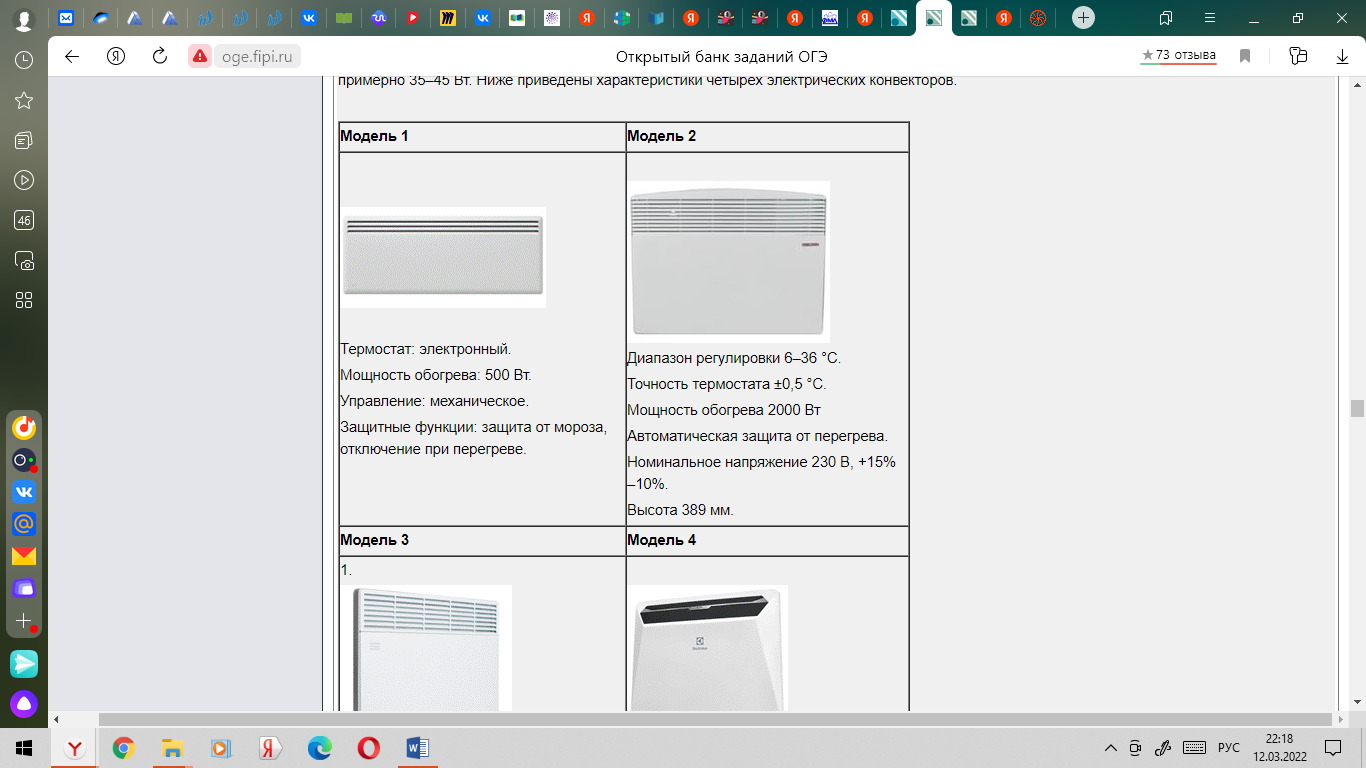 oge.fipi.ru
Открытый банк заданий ОГЭ
73 отзыва
примерно 35–45 Вт. Ниже приведены характеристики четырех электрических конвекторов.
Модель 1
Модель 2
Термостат: электронный.
Мощность обогрева: 500 Вт.
Управление: механическое.
Защитные функции: защита от мороза,
отключение при перегреве.
Диапазон регулировки 6–36 °C.
Точность термостата ±0,5 °C.
Мощность обогрева 2000 Вт
Автоматическая защита от перегрева.
Номинальное напряжение 230 В, +15%
–10%.
Высота 389 мм.
Модель 3
Модель 4
1.
46
РУС
22:18
12.03.2022